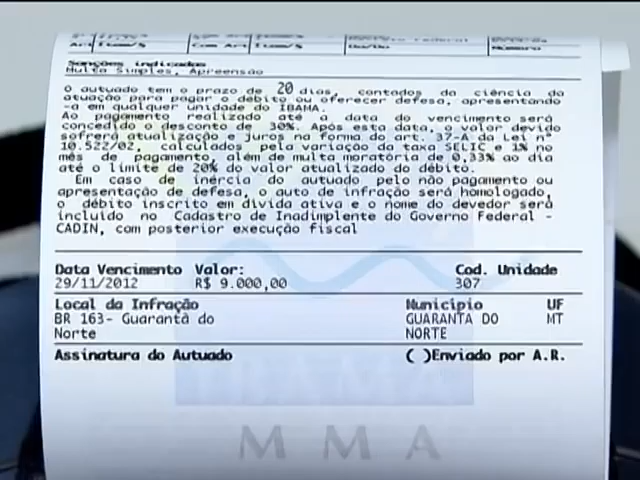 Sanções indicadas
Multa Simples, Apreensão
O autuado tem o prazo de 20 dias, contados da ciência da
atuação para pagar o débito ou oferecer defesa, apresentando
-a em qualquer unidade do IBAMA.
Ao pagamento realizado até a data do vencimento será
concedido o desconto de 30%. Após esta data, o valor devido
sofrerá atualização e juros na forma do art. 37-A da Lei n°
10.522/02, calculados pela variação da taxa SELIC e 1% no
mês de pagamento, além de multa moratória de 0,33% ao dia
até o limite de 20% do valor atualizado do débito.
Em caso de inércia do autuado pelo não pagamento ou
apresentação de defesa, o auto de infração será homologado,
o débito inscrito em dívida ativa e o nome do devedor será
incluído no Cadastro de Inadimplente do Governo Federal -
CADIN, com posterior execução fiscal
Data Vencimento Valor: Cod. Unidade
29/11/2012 R$ 9.000,00 307
Local da Infração Município UF
BR 163- Guarantã do GUARANTA DO MT
Norte NORTE
Assinatura do Autuado ( )Enviado por A.R.
IBAMA
MMA